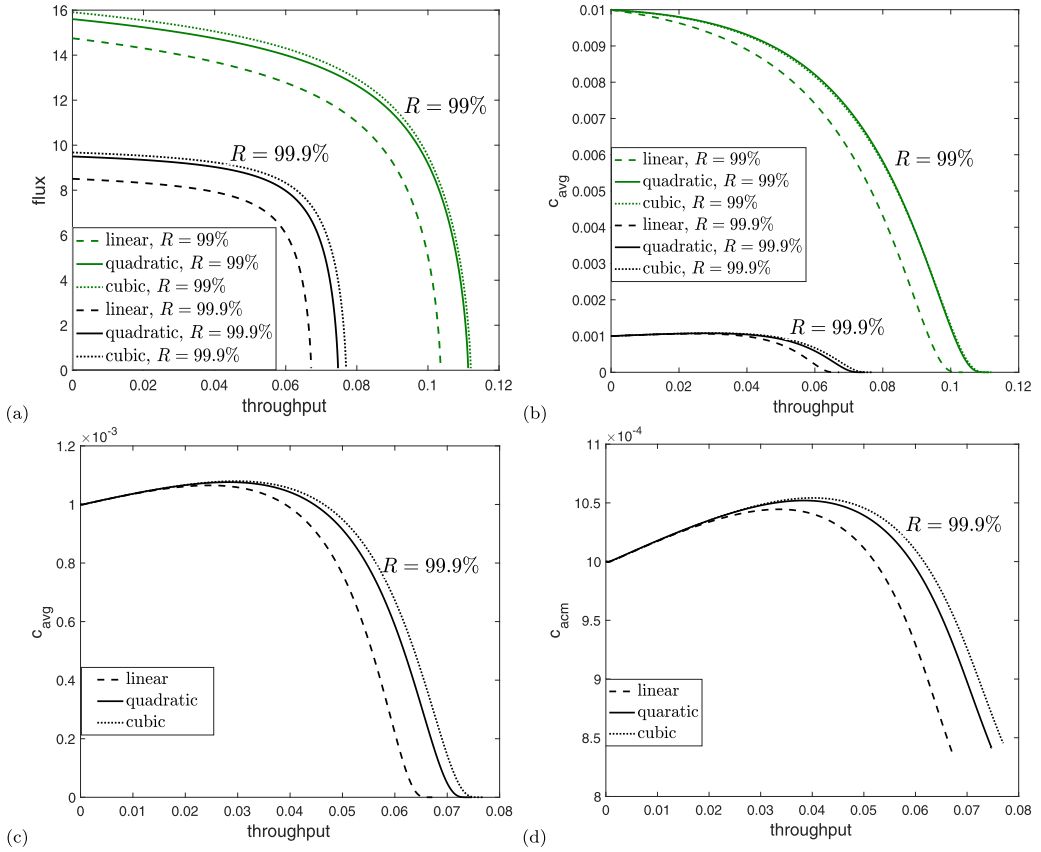 16
14
12
10
8
6
4
2
0
flux
R = 99%
R = 99.9%
linear, R = 99%
quadratic, R = 99%
cubic, R = 99%
linear, R = 99.9%
quadratic, R = 99.9%
cubic, R = 99.9%
0 0.02 0.04 0.06 0.08 0.1 0.12
throughput
(a)
0.01
0.009
0.008
0.007
0.006
0.005
0.004
0.003
0.002
0.001
0
c_avg
R = 99%
linear, R = 99%
quadratic, R = 99%
cubic, R = 99%
linear, R = 99.9%
quadratic, R = 99.9%
cubic, R = 99.9%
R = 99.9%
0 0.02 0.04 0.06 0.08 0.1 0.12
throughput
(b)
×10⁻³
1.2
1
0.8
0.6
0.4
0.2
0
c_avg
R = 99.9%
linear
quadratic
cubic
0 0.01 0.02 0.03 0.04 0.05 0.06 0.07 0.08
throughput
(c)
×10⁻⁴
11
10.5
10
9.5
9
8.5
8
c_acm
R = 99.9%
linear
quaratic
cubic
0 0.01 0.02 0.03 0.04 0.05 0.06 0.07 0.08
throughput
(d)